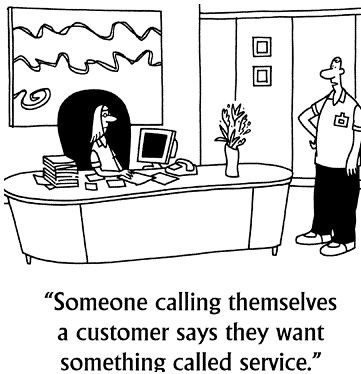 “Someone calling themselves
a customer says they want
something called service.”